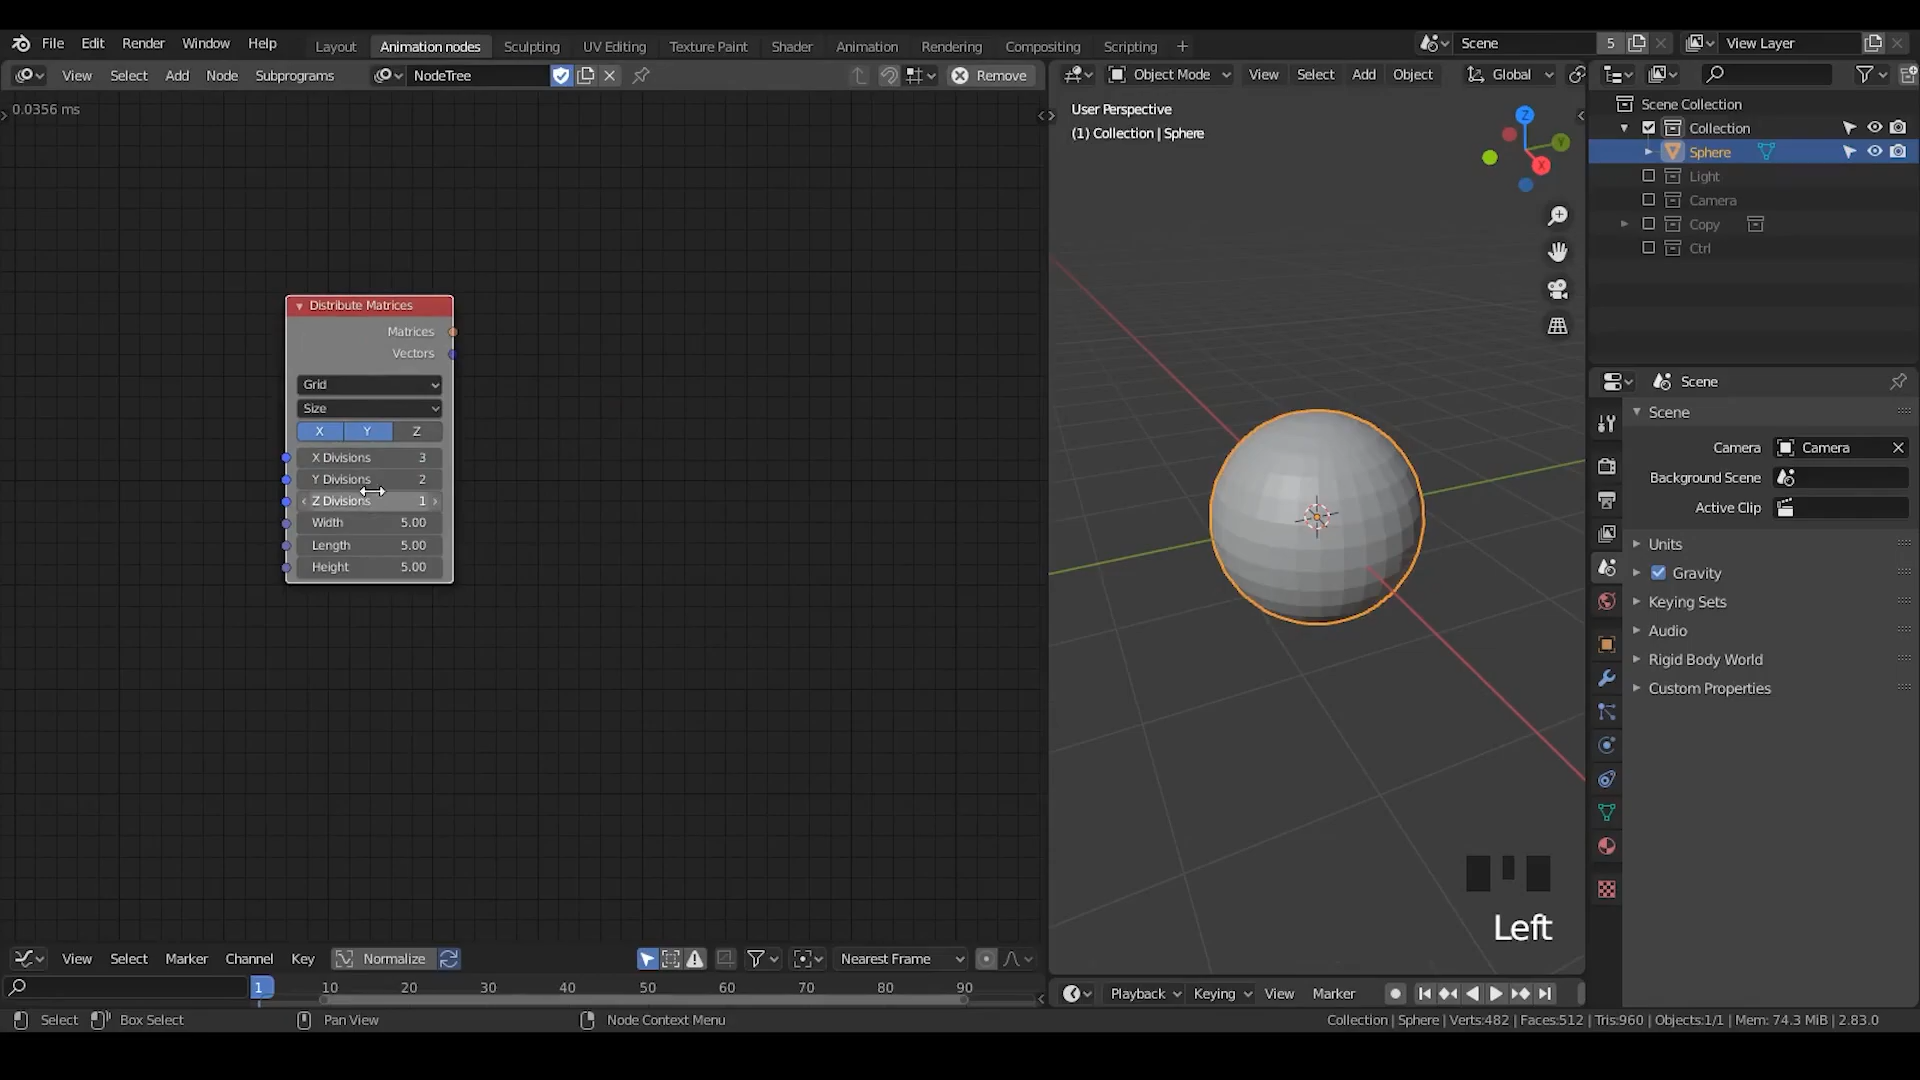 File Edit Render Window Help Layout Animation nodes Sculpting UV Editing Texture Paint Shader Animation Rendering Compositing Scripting + Scene 5 View Layer
View Select Add Node Subprograms NodeTree Remove Object Mode View Select Add Object Global
0.0356 ms
User Perspective
(1) Collection | Sphere
Z
Y
X
Scene Collection
Collection
Sphere
Light
Camera
Copy
Ctrl
Distribute Matrices
Matrices
Vectors
Grid
Size
X Y Z
X Divisions 3
Y Divisions 2
Z Divisions 1
Width 5.00
Length 5.00
Height 5.00
Scene
Scene
Camera Camera
Background Scene
Active Clip
Units
Gravity
Keying Sets
Audio
Rigid Body World
Custom Properties
Left
View Select Marker Channel Key Normalize Nearest Frame
1 10 20 30 40 50 60 70 80 90
Playback Keying View Marker
Select Box Select Pan View Node Context Menu
Collection | Sphere | Verts:482 | Faces:512 | Tris:960 | Objects:1/1 | Mem: 74.3 MiB | 2.83.0